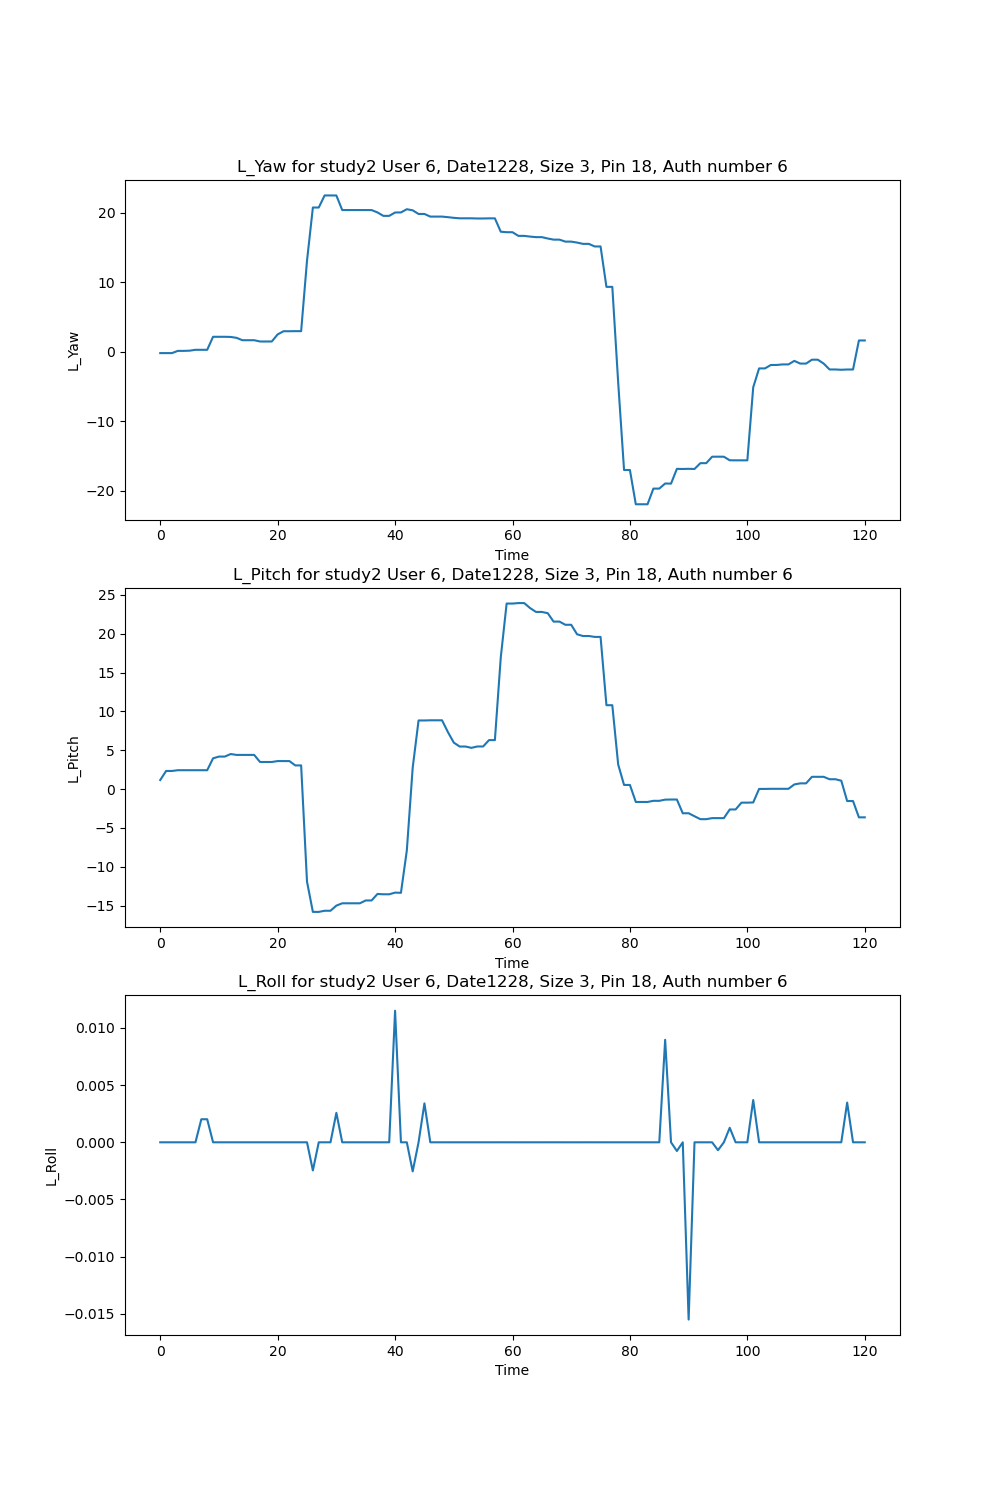 L_Yaw for study2 User 6, Date1228, Size 3, Pin 18, Auth number 6
20
10
0
−10
−20
L_Yaw
0 20 40 60 80 100 120
Time
L_Pitch for study2 User 6, Date1228, Size 3, Pin 18, Auth number 6
25
20
15
10
5
0
−5
−10
−15
L_Pitch
0 20 40 60 80 100 120
Time
L_Roll for study2 User 6, Date1228, Size 3, Pin 18, Auth number 6
0.010
0.005
0.000
−0.005
−0.010
−0.015
L_Roll
0 20 40 60 80 100 120
Time